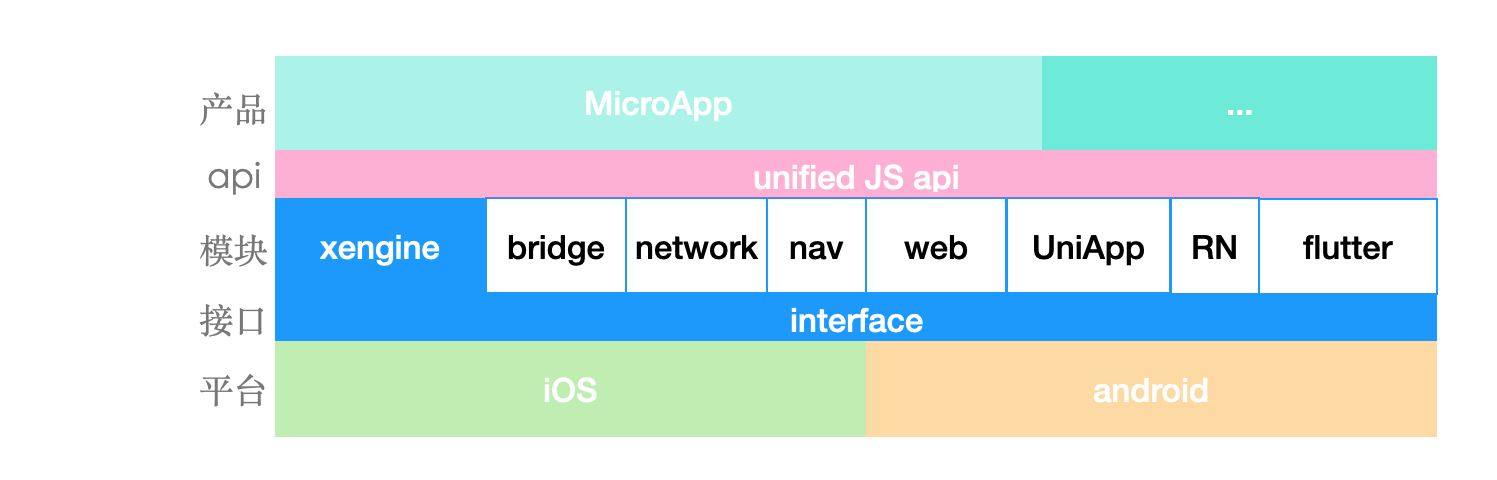 产品 MicroApp ...
api unified JS api
模块 xengine bridge network nav web UniApp RN flutter
接口 interface
平台 iOS android